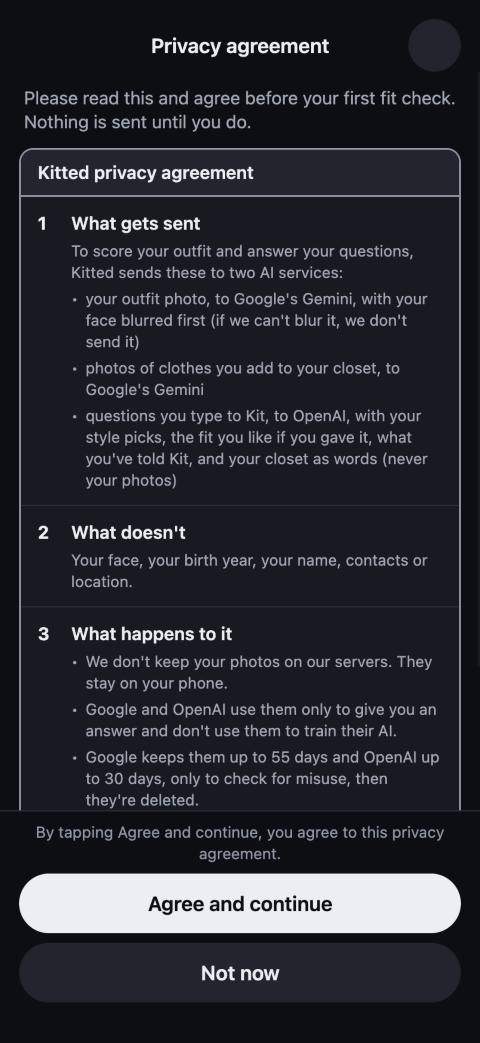 Privacy agreement
Please read this and agree before your first fit check.
Nothing is sent until you do.
Kitted privacy agreement
1 What gets sent
To score your outfit and answer your questions,
Kitted sends these to two AI services:
• your outfit photo, to Google's Gemini, with your
face blurred first (if we can't blur it, we don't
send it)
• photos of clothes you add to your closet, to
Google's Gemini
• questions you type to Kit, to OpenAI, with your
style picks, the fit you like if you gave it, what
you've told Kit, and your closet as words (never
your photos)
2 What doesn't
Your face, your birth year, your name, contacts or
location.
3 What happens to it
• We don't keep your photos on our servers. They
stay on your phone.
• Google and OpenAI use them only to give you an
answer and don't use them to train their AI.
• Google keeps them up to 55 days and OpenAI up
to 30 days, only to check for misuse, then
they're deleted.
By tapping Agree and continue, you agree to this privacy
agreement.
Agree and continue
Not now